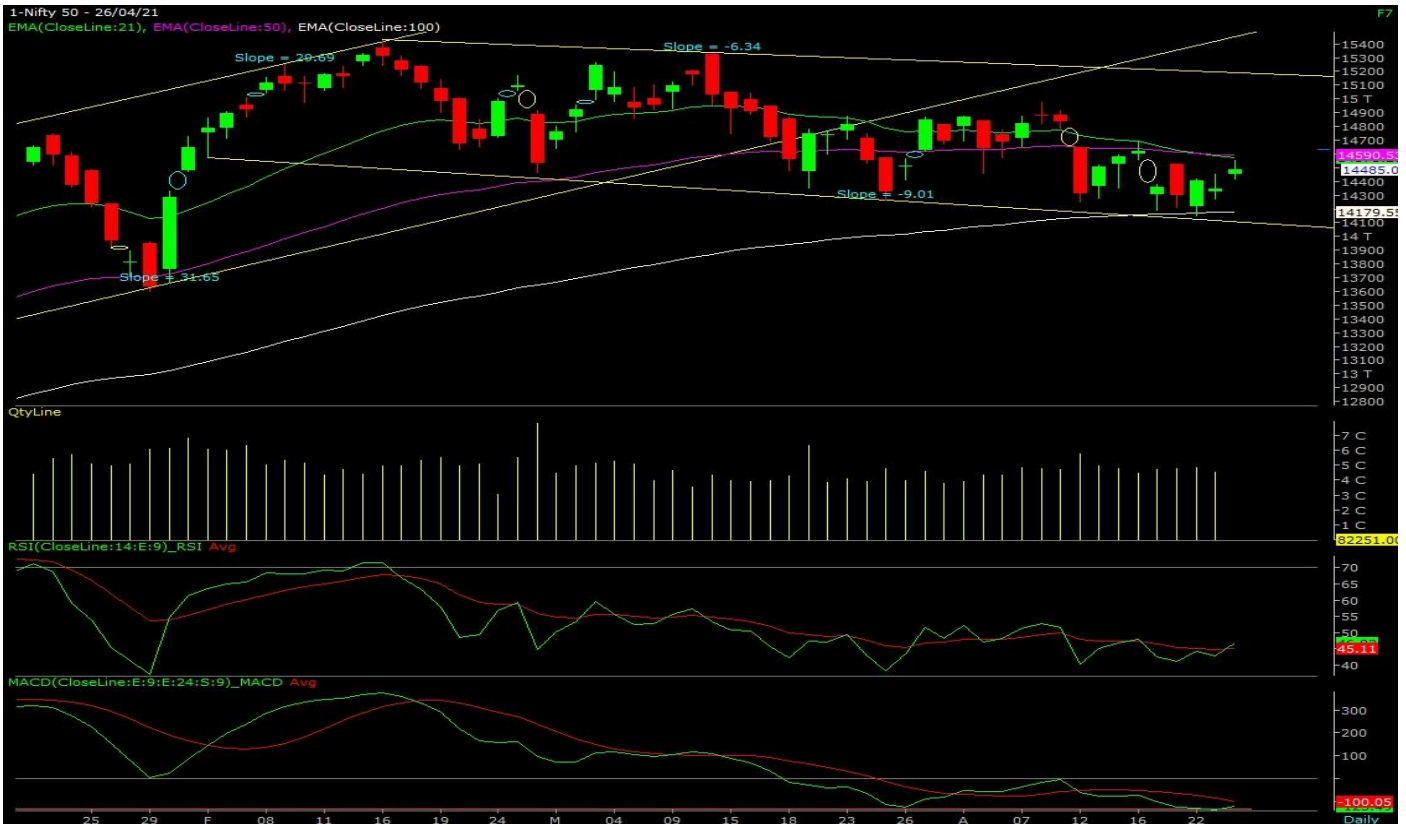 1-Nifty 50 - 26/04/21
F7
EMA(CloseLine:21), EMA(CloseLine:50), EMA(CloseLine:100)
Slope = 29.69
Slope = -6.34
Slope = -9.01
Slope = 31.65
15400
15300
15200
15100
15 T
14900
14800
14700
14590.53
14485.0
14400
14300
14179.55
14100
14 T
13900
13800
13700
13600
13500
13400
13300
13200
13100
13 T
12900
12800
QtyLine
7 C
6 C
5 C
4 C
3 C
2 C
1 C
82251.00
RSI(CloseLine:14:E:9)_RSI Avg
70
65
60
55
50
45.11
40
MACD(CloseLine:E:9:E:24:S:9)_MACD Avg
300
200
100
-100.05
25 29 F 08 11 16 19 24 M 04 09 15 18 23 26 A 07 12 16 22 Daily